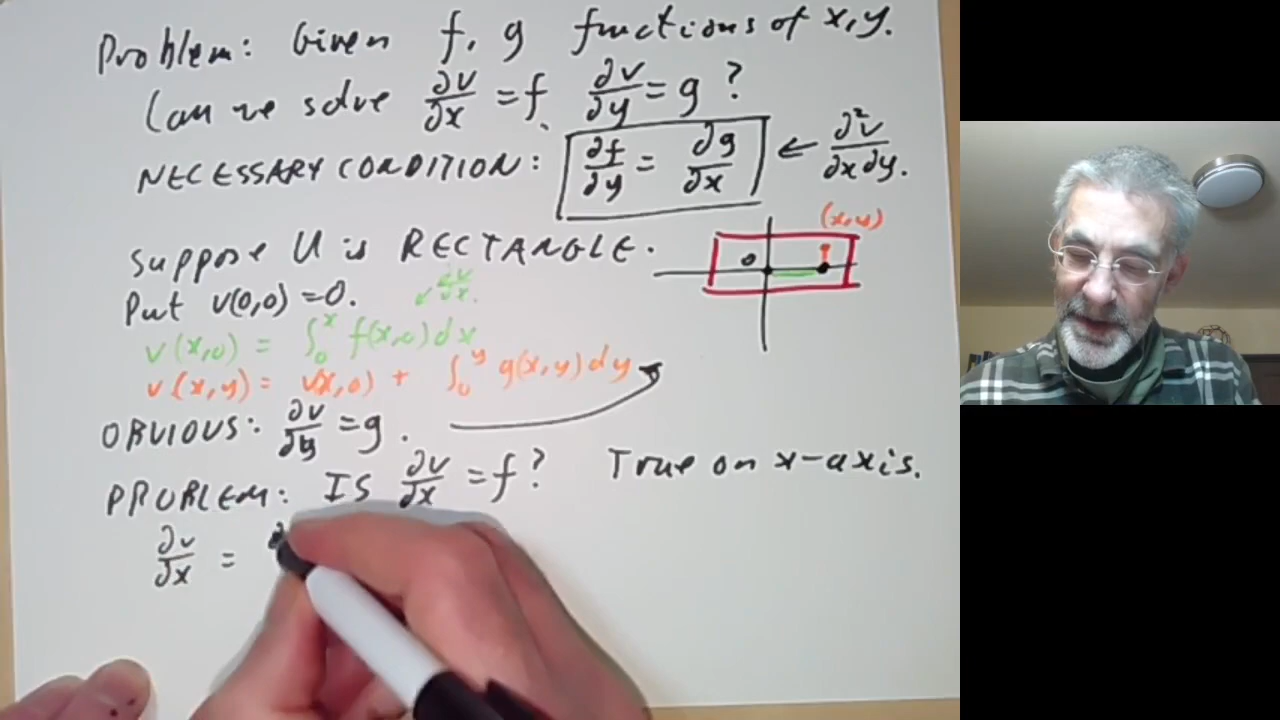 Problem: Given f, g functions of x,y.
Can we solve ∂v/∂x = f, ∂v/∂y = g ?
NECESSARY CONDITION: ∂f/∂y = ∂g/∂x ← ∂²v/∂x∂y.
Suppose U is RECTANGLE.
(x,y)
0
Put v(0,0) = 0.
↙ ∂v/∂x.
v(x,0) = ∫₀ˣ f(x,0) dx
v(x,y) = v(x,0) + ∫₀ʸ g(x,y) dy
OBVIOUS: ∂v/∂y = g.
PROBLEM: IS ∂v/∂x = f? True on x-axis.
∂v/∂x = ∂